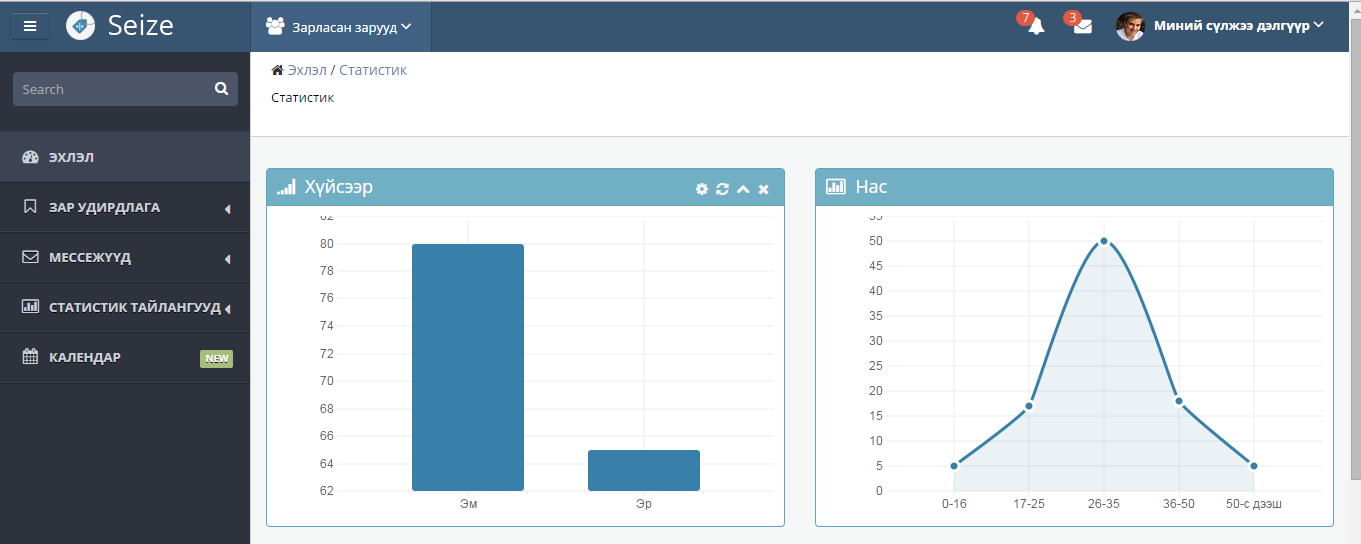 Seize
Зарласан зарууд
7
3
Миний сүлжээ дэлгүүр
Search
ЭХЛЭЛ
ЗАР УДИРДЛАГА
МЕССЕЖҮҮД
СТАТИСТИК ТАЙЛАНГУУД
КАЛЕНДАР NEW
Эхлэл / Статистик
Статистик
Хүйсээр
82
80
78
76
74
72
70
68
66
64
62
Эм Эр
Нас
55
50
45
40
35
30
25
20
15
10
5
0
0-16 17-25 26-35 36-50 50-с дээш